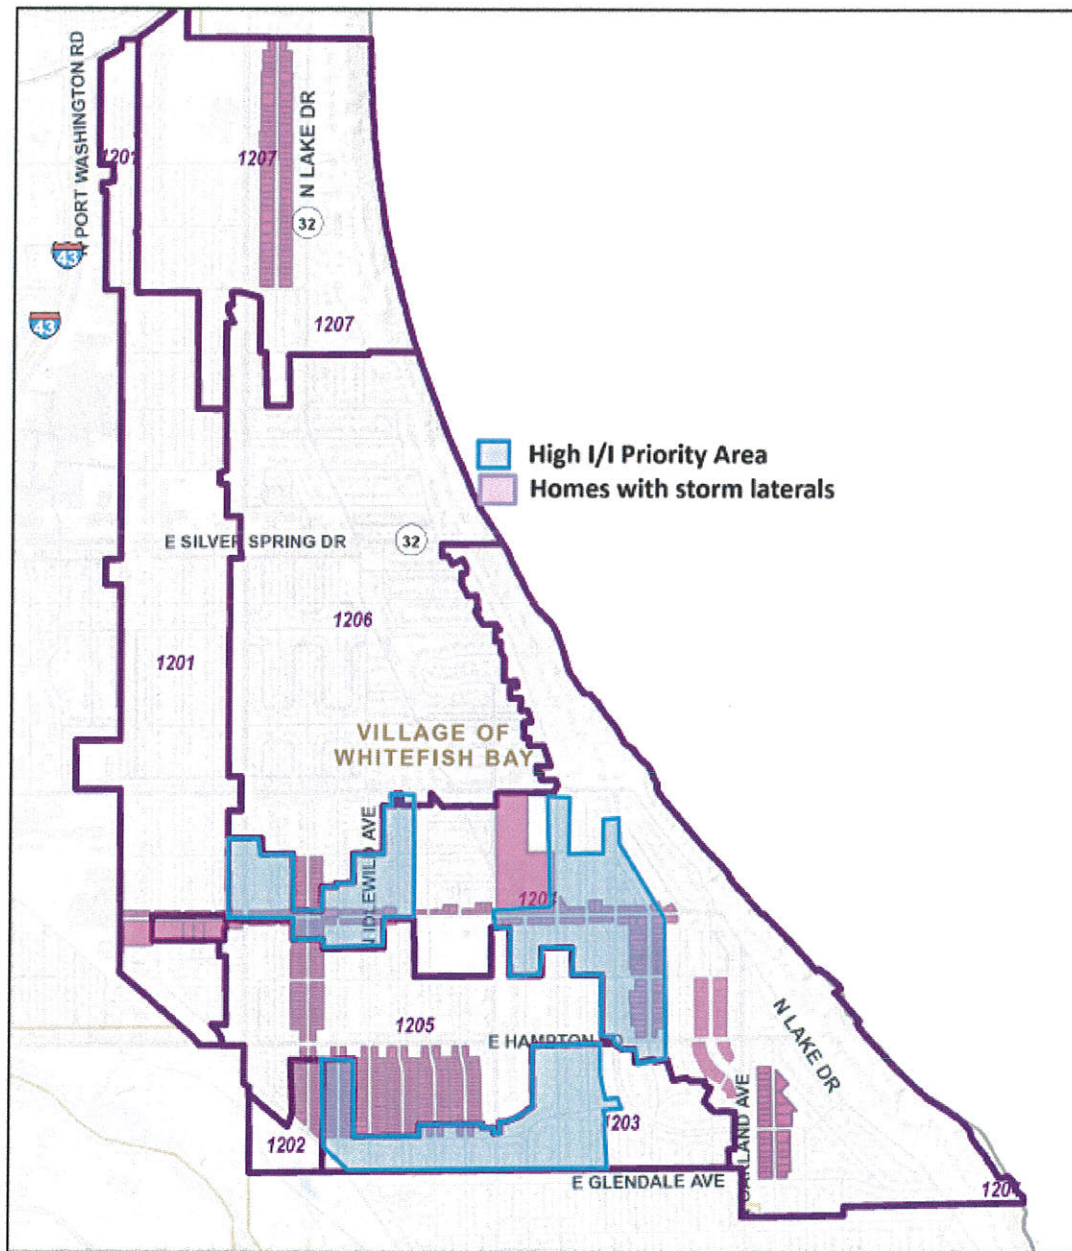 N PORT WASHINGTON RD
1201
1207
N LAKE DR
32
43
43
1207
High I/I Priority Area
Homes with storm laterals
E SILVER SPRING DR
32
1206
1201
VILLAGE OF
WHITEFISH BAY
N IDLEWILD AVE
1204
1205
E HAMPTON RD
N LAKE DR
1202
1203
OAKLAND AVE
E GLENDALE AVE
1204